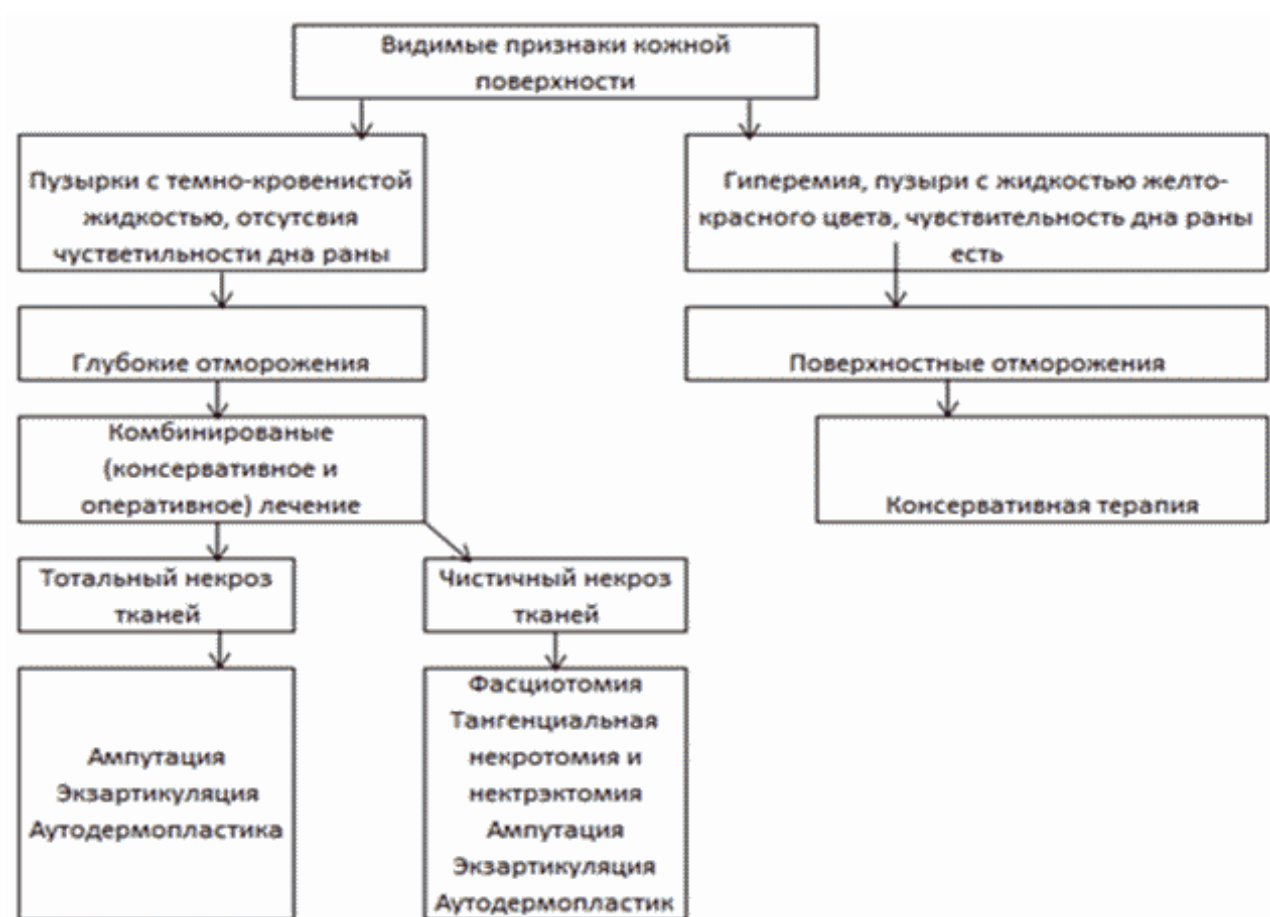 Видимые признаки кожной
поверхности
Пузырки с темно-кровенистой
жидкостью, отсутсвия
чустветильности дна раны
Гиперемия, пузыри с жидкостью желто-
красного цвета, чувствительность дна раны
есть
Глубокие отморожения
Поверхностные отморожения
Комбинированые
(консервативное и
оперативное) лечение
Консервативная терапия
Тотальный некроз
тканей
Чистичный некроз
тканей
Ампутация
Экзартикуляция
Аутодермопластика
Фасциотомия
Тангенциальная
некротомия и
нектрэктомия
Ампутация
Экзартикуляция
Аутодермопластик